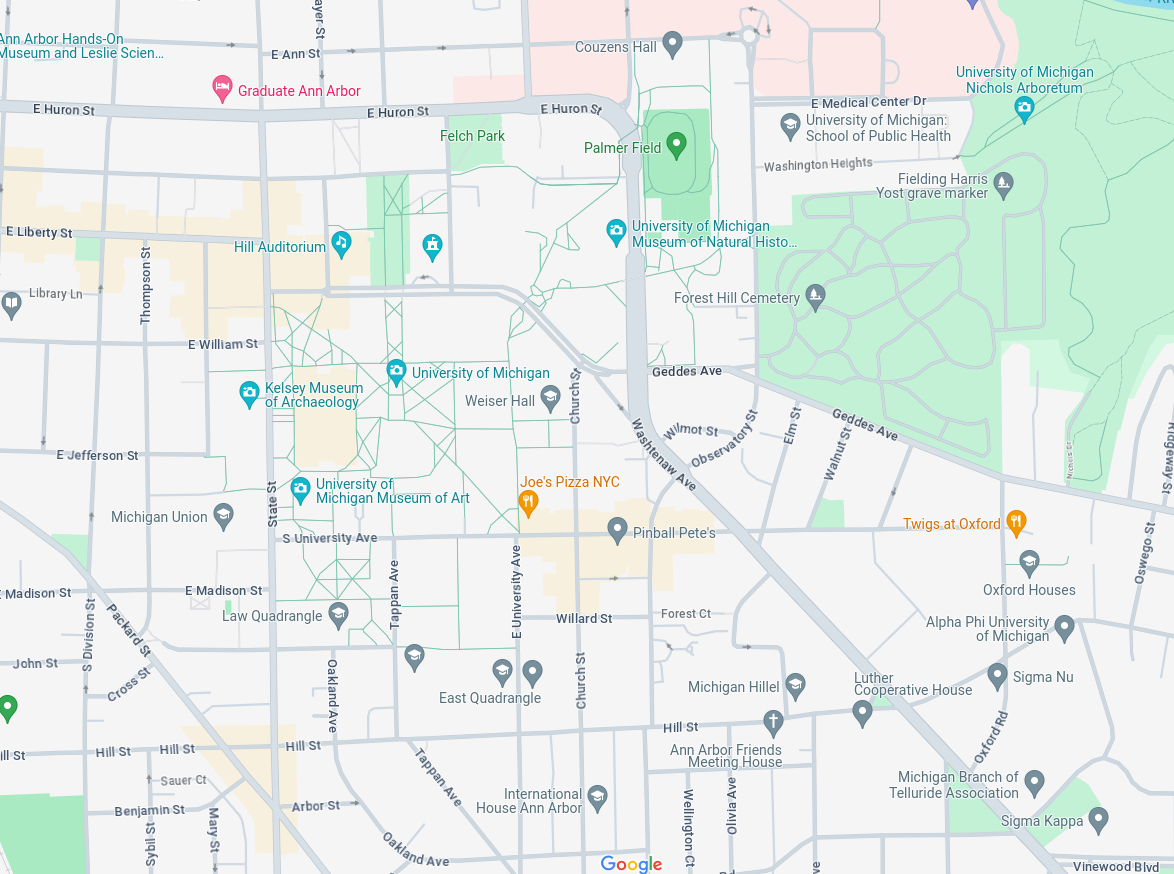 ayer St
Ann Arbor Hands-On
Museum and Leslie Scien...
E Ann St
Couzens Hall
University of Michigan
Nichols Arboretum
Graduate Ann Arbor
E Huron St
E Huron St
E Huron St
E Medical Center Dr
University of Michigan:
School of Public Health
Felch Park
Palmer Field
Washington Heights
Fielding Harris
Yost grave marker
E Liberty St
Hill Auditorium
University of Michigan
Museum of Natural Histo...
Thompson St
Library Ln
Forest Hill Cemetery
E William St
University of Michigan
Geddes Ave
Kelsey Museum
of Archaeology
Weiser Hall
Church St
Geddes Ave
Wilmot St
Observatory St
Elm St
Walnut St
Washtenaw Ave
Nichols Dr
Ridgeway St
E Jefferson St
Joe's Pizza NYC
University of
Michigan Museum of Art
State St
Michigan Union
S University Ave
Pinball Pete's
Twigs at Oxford
Oswego St
Oxford Houses
E Madison St
E Madison St
Tappan Ave
E University Ave
Law Quadrangle
Willard St
Forest Ct
Alpha Phi University
of Michigan
S Division St
Packard St
John St
Cross St
Oakland Ave
East Quadrangle
Church St
Michigan Hillel
Luther
Cooperative House
Sigma Nu
Hill St
Oxford Rd
ill St
Hill St
Hill St
Hill St
Ann Arbor Friends
Meeting House
Sauer Ct
Tappan Ave
Michigan Branch of
Telluride Association
International
House Ann Arbor
Benjamin St
Arbor St
Sybil St
Mary St
Wellington Ct
Olivia Ave
Sigma Kappa
Oakland Ave
Google
Vinewood Blvd